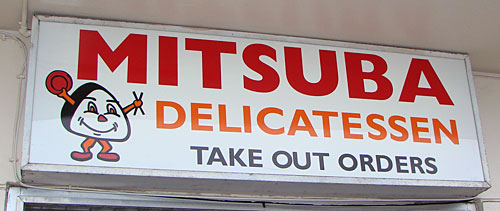 MITSUBA
DELICATESSEN
TAKE OUT ORDERS